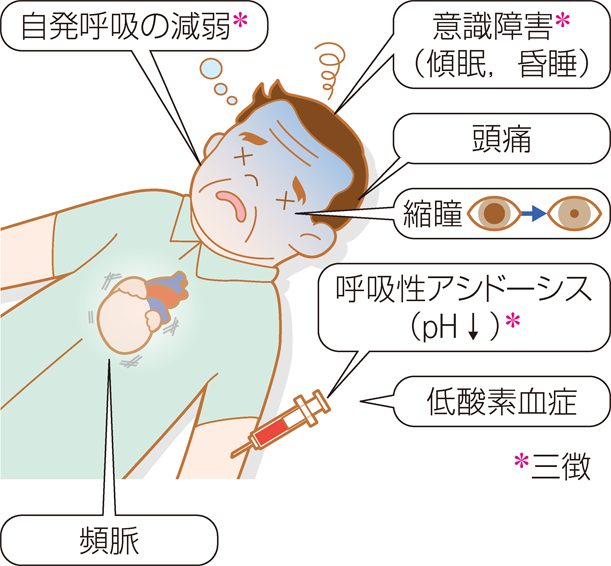 自発呼吸の減弱*
意識障害*
(傾眠,昏睡)
頭痛
縮瞳
呼吸性アシドーシス
(pH↓)*
低酸素血症
*三徴
頻脈